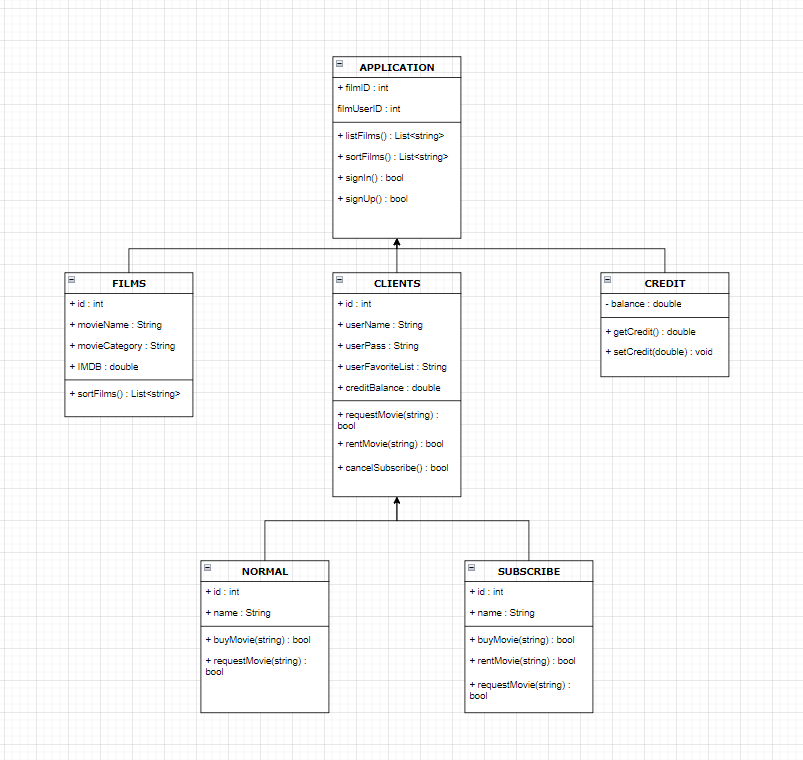 APPLICATION
+ filmID : int
filmUserID : int
+ listFilms() : List<string>
+ sortFilms() : List<string>
+ signIn() : bool
+ signUp() : bool
FILMS
+ id : int
+ movieName : String
+ movieCategory : String
+ IMDB : double
+ sortFilms() : List<string>
CLIENTS
+ id : int
+ userName : String
+ userPass : String
+ userFavoriteList : String
+ creditBalance : double
+ requestMovie(string) :
bool
+ rentMovie(string) : bool
+ cancelSubscribe() : bool
CREDIT
- balance : double
+ getCredit() : double
+ setCredit(double) : void
NORMAL
+ id : int
+ name : String
+ buyMovie(string) : bool
+ requestMovie(string) :
bool
SUBSCRIBE
+ id : int
+ name : String
+ buyMovie(string) : bool
+ rentMovie(string) : bool
+ requestMovie(string) :
bool